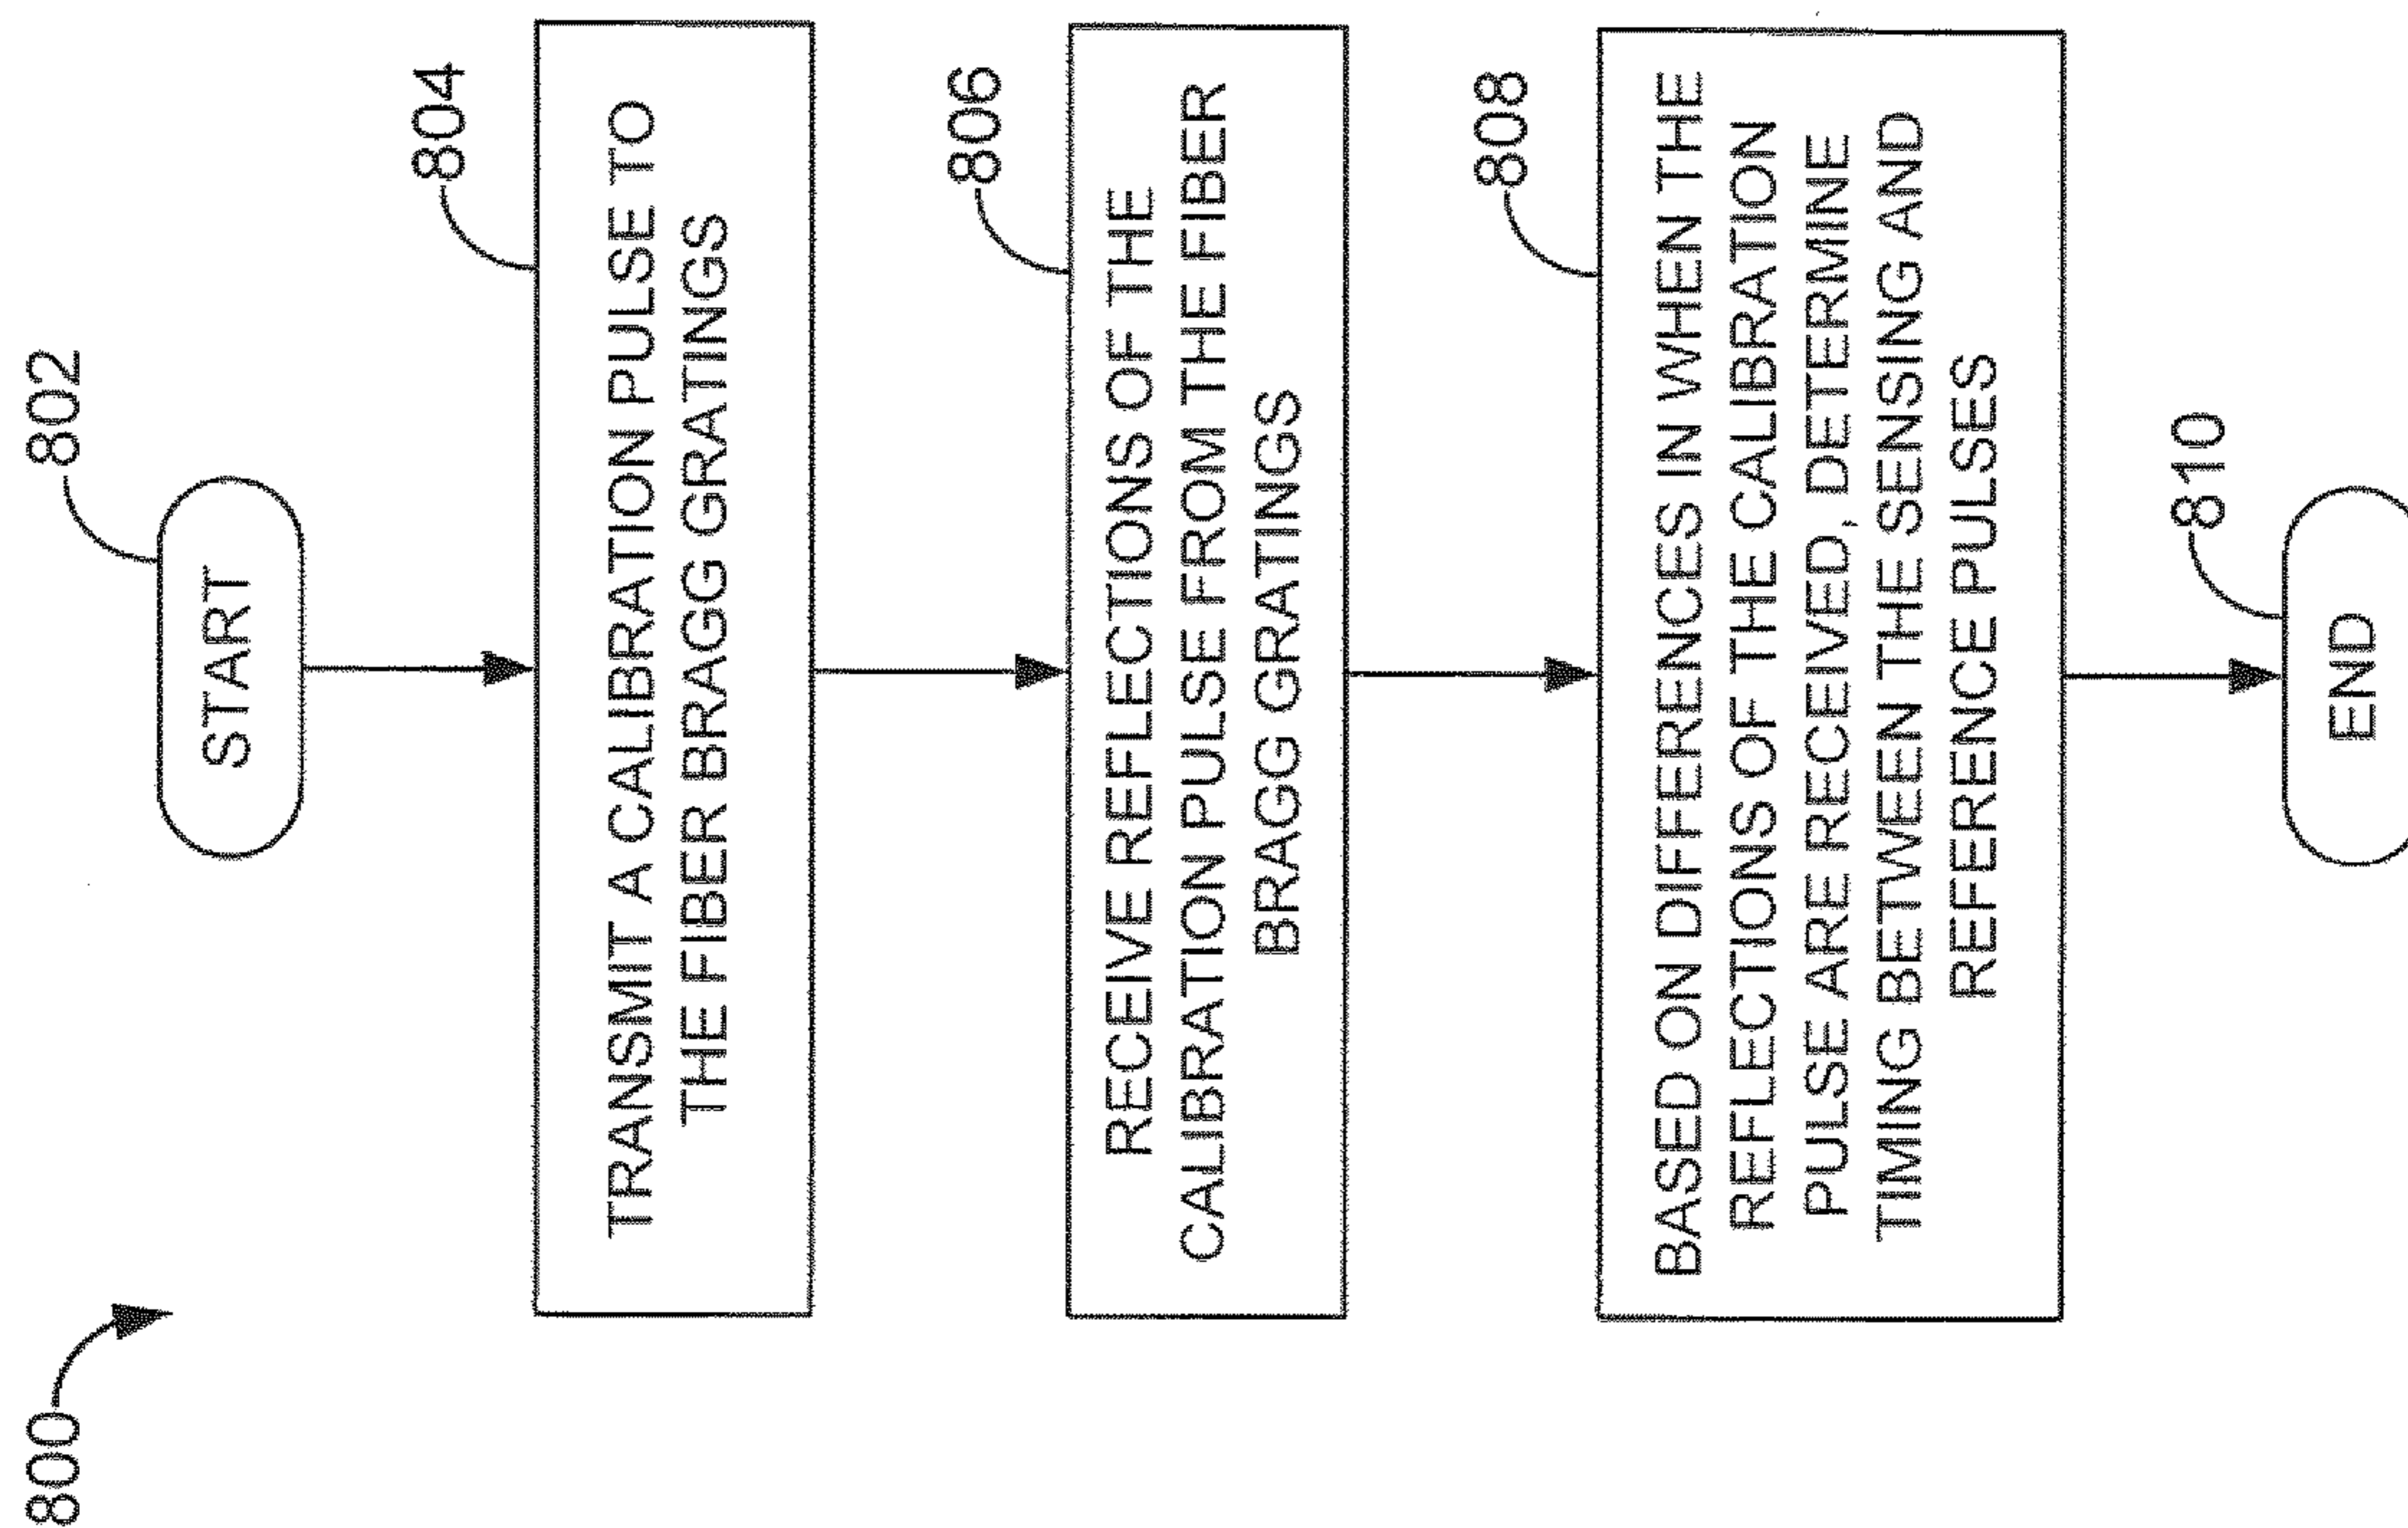 800
802
START
804
TRANSMIT A CALIBRATION PULSE TO
THE FIBER BRAGG GRATINGS
806
RECEIVE REFLECTIONS OF THE
CALIBRATION PULSE FROM THE FIBER
BRAGG GRATINGS
808
BASED ON DIFFERENCES IN WHEN THE
REFLECTIONS OF THE CALIBRATION
PULSE ARE RECEIVED, DETERMINE
TIMING BETWEEN THE SENSING AND
REFERENCE PULSES
810
END